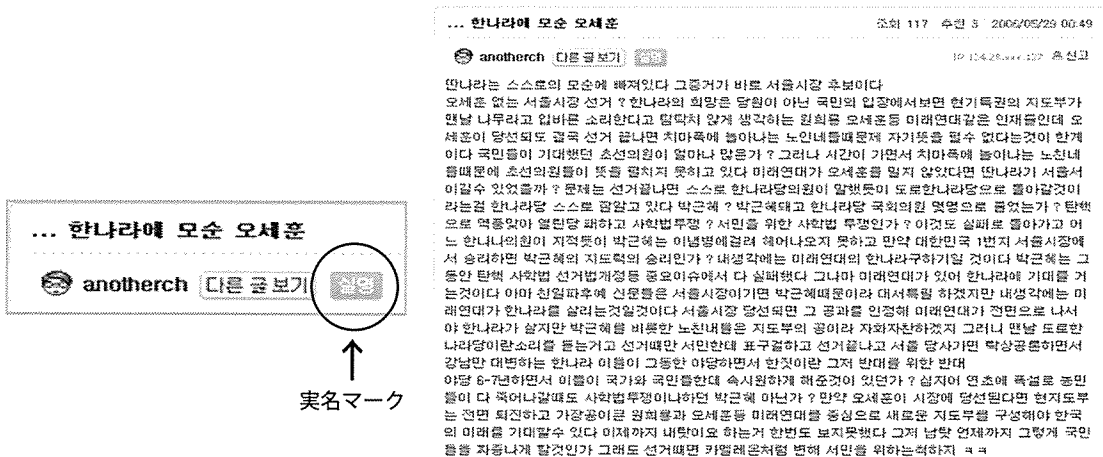 ... 한나라에 모순 오세훈
anotherch 다른 글 보기 실명
実名マーク
... 한나라에 모순 오세훈 조회 117 추천 3 2006/05/29 00:49
anotherch 다른 글 보기 실명 신고
딴나라는 스스로의 모순에 빠져있다 그증거가 바로 서울시장 후보이다
오세훈 없는 서울시장 선거 ? 한나라의 희망은 당원이 아닌 국민의 입장에서보면 현기득권의 지도부가
맨날 나무라고 입바른 소리한다고 탐탁치 않게 생각하는 원희룡 오세훈등 미래연대같은 인재들인데 오
세훈이 당선되도 결국 선거 끝나면 치마폭에 놀아나는 노인네들때문제 자기뜻을 펼수 없다는것이 한계
이다 국민들이 기대했던 초선의원이 얼마나 많은가 ? 그러나 시간이 가면서 치마폭에 놀아나는 노친네
들때문에 초선의원들이 뜻을 펼치지 못하고 있다 미래연대가 오세훈을 밀지 않았다면 딴나라가 서울서
이길수 있었을까 ? 문제는 선거끝나면 스스로 한나라당의원이 말했듯이 도로한나라당으로 돌아갈것이
라는걸 한나라당 스스로 잘알고 있다 박근혜 ? 박근혜태고 한나라당 국회의원 몇명으로 줄었는가 ? 탄핵
으로 역풍맞아 열린당 패하고 사학법투쟁 ? 서민을 위한 사학법 투쟁인가 ? 이것도 실패로 돌아가고 어
느 한나나의원이 지적듯이 박근혜는 이념병에걸려 헤어나오지 못하고 만약 대한민국 1번지 서울시장에
서 승리하면 박근혜의 지도력의 승리인가 ? 내생각에는 미래연대의 한나라구하기일 것이다 박근혜는 그
동안 탄핵 사학법 선거법개정등 중요이슈에서 다 실패했다 그나마 미래연대가 있어 한나라에 기대를 거
는것이다 아마 친일파후예 신문들은 서울시장이기면 박근혜때문이라 대서특필 하겠지만 내생각에는 미
래연대가 한나라를 살리는것일것이다 서울시장 당선되면 그 공과를 인정해 미래연대가 전면으로 나서
야 한나라가 살지만 박근혜를 비롯한 노친내들은 지도부의 공이라 자화자찬하겠지 그러니 맨날 도로한
나라당이란소리를 듣는거고 선거때만 서민한테 표구걸하고 선거끝나고 서울 당사가면 탁상공론하면서
강남만 대변하는 한나라 이들이 그동한 야당하면서 한짓이란 그저 반대를 위한 반대
야당 6-7년하면서 이들이 국가와 국민들한데 속시원하게 해준것이 있던가 ? 심지어 연초에 폭설로 농민
들이 다 죽어나갈때도 사학법투쟁이나하던 박근혜 아닌가 ? 만약 오세훈이 시장에 당선된다면 현지도부
는 전면 퇴진하고 가장공이큰 원희룡과 오세훈등 미래연대를 중심으로 새로운 지도부를 구성해야 한국
의 미래를 기대할수 있다 이제까지 내탓이요 하는거 한번도 보지못했다 그저 남탓 언제까지 그렇게 국민
들을 짜증나게 할것인가 그래도 선거때면 카멜레온처럼 변해 서민을 위하는척하지 ㅋㅋ